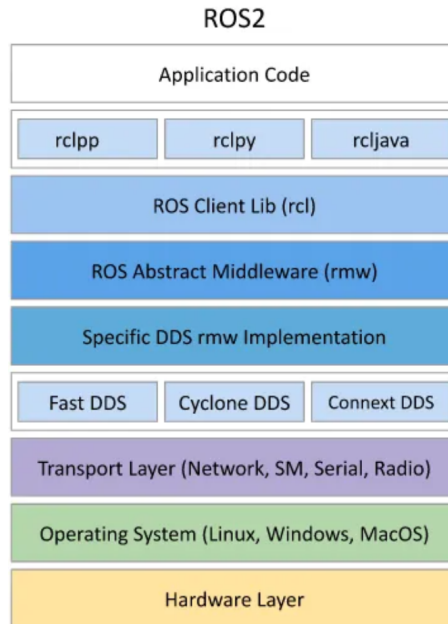 ROS2
Application Code
rclpp rclpy rcljava
ROS Client Lib (rcl)
ROS Abstract Middleware (rmw)
Specific DDS rmw Implementation
Fast DDS Cyclone DDS Connext DDS
Transport Layer (Network, SM, Serial, Radio)
Operating System (Linux, Windows, MacOS)
Hardware Layer